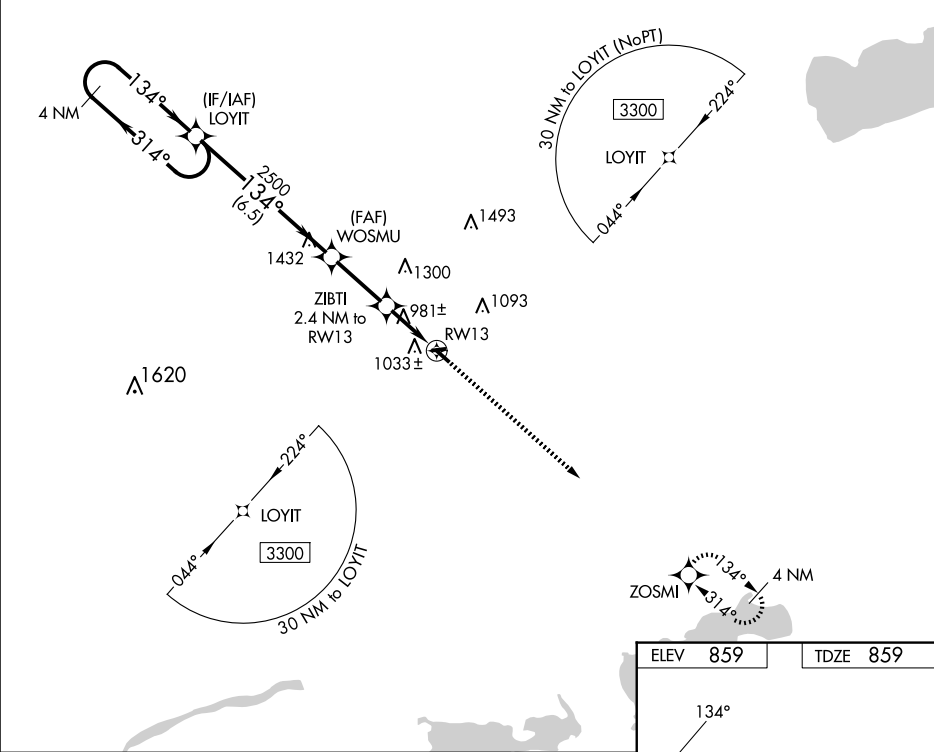 30 NM to LOYIT (NoPT)
3300
224°
LOYIT
044°
134°
4 NM
314°
(IF/IAF)
LOYIT
2500
134°
(6.5)
(FAF)
WOSMU
1432
1493
1300
ZIBTI
2.4 NM to
RW13
981±
1093
RW13
1033±
1620
224°
LOYIT
3300
044°
30 NM to LOYIT
ZOSMI
134°
4 NM
314°
ELEV 859
TDZE 859
134°